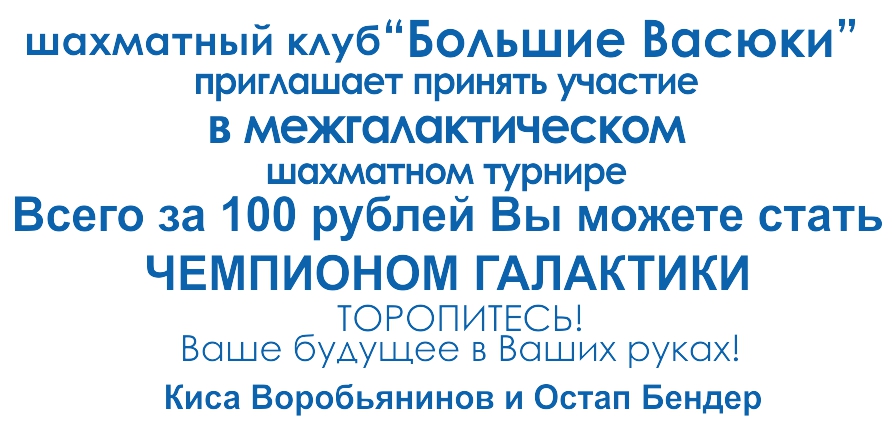 шахматный клуб “Большие Васюки”
приглашает принять участие
в межгалактическом
шахматном турнире
Всего за 100 рублей Вы можете стать
ЧЕМПИОНОМ ГАЛАКТИКИ
ТОРОПИТЕСЬ!
Ваше будущее в Ваших руках!
Киса Воробьянинов и Остап Бендер